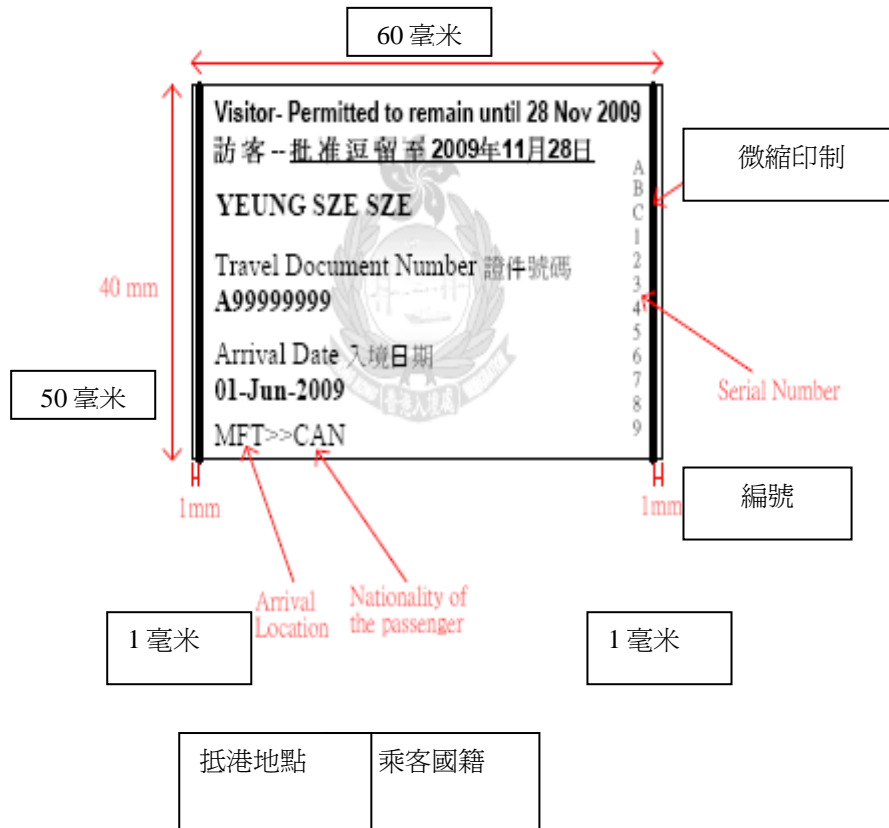 60 毫米
Visitor- Permitted to remain until 28 Nov 2009
訪客--批准逗留至2009年11月28日
微縮印制
YEUNG SZE SZE
Travel Document Number 證件號碼
A99999999
40 mm
Arrival Date 入境日期
01-Jun-2009
50 毫米
MFT>>CAN
A
B
C
1
2
3
4
5
6
7
8
9
Serial Number
編號
1mm
1mm
Arrival
Location
Nationality of
the passenger
1 毫米
1 毫米
抵港地點
乘客國籍